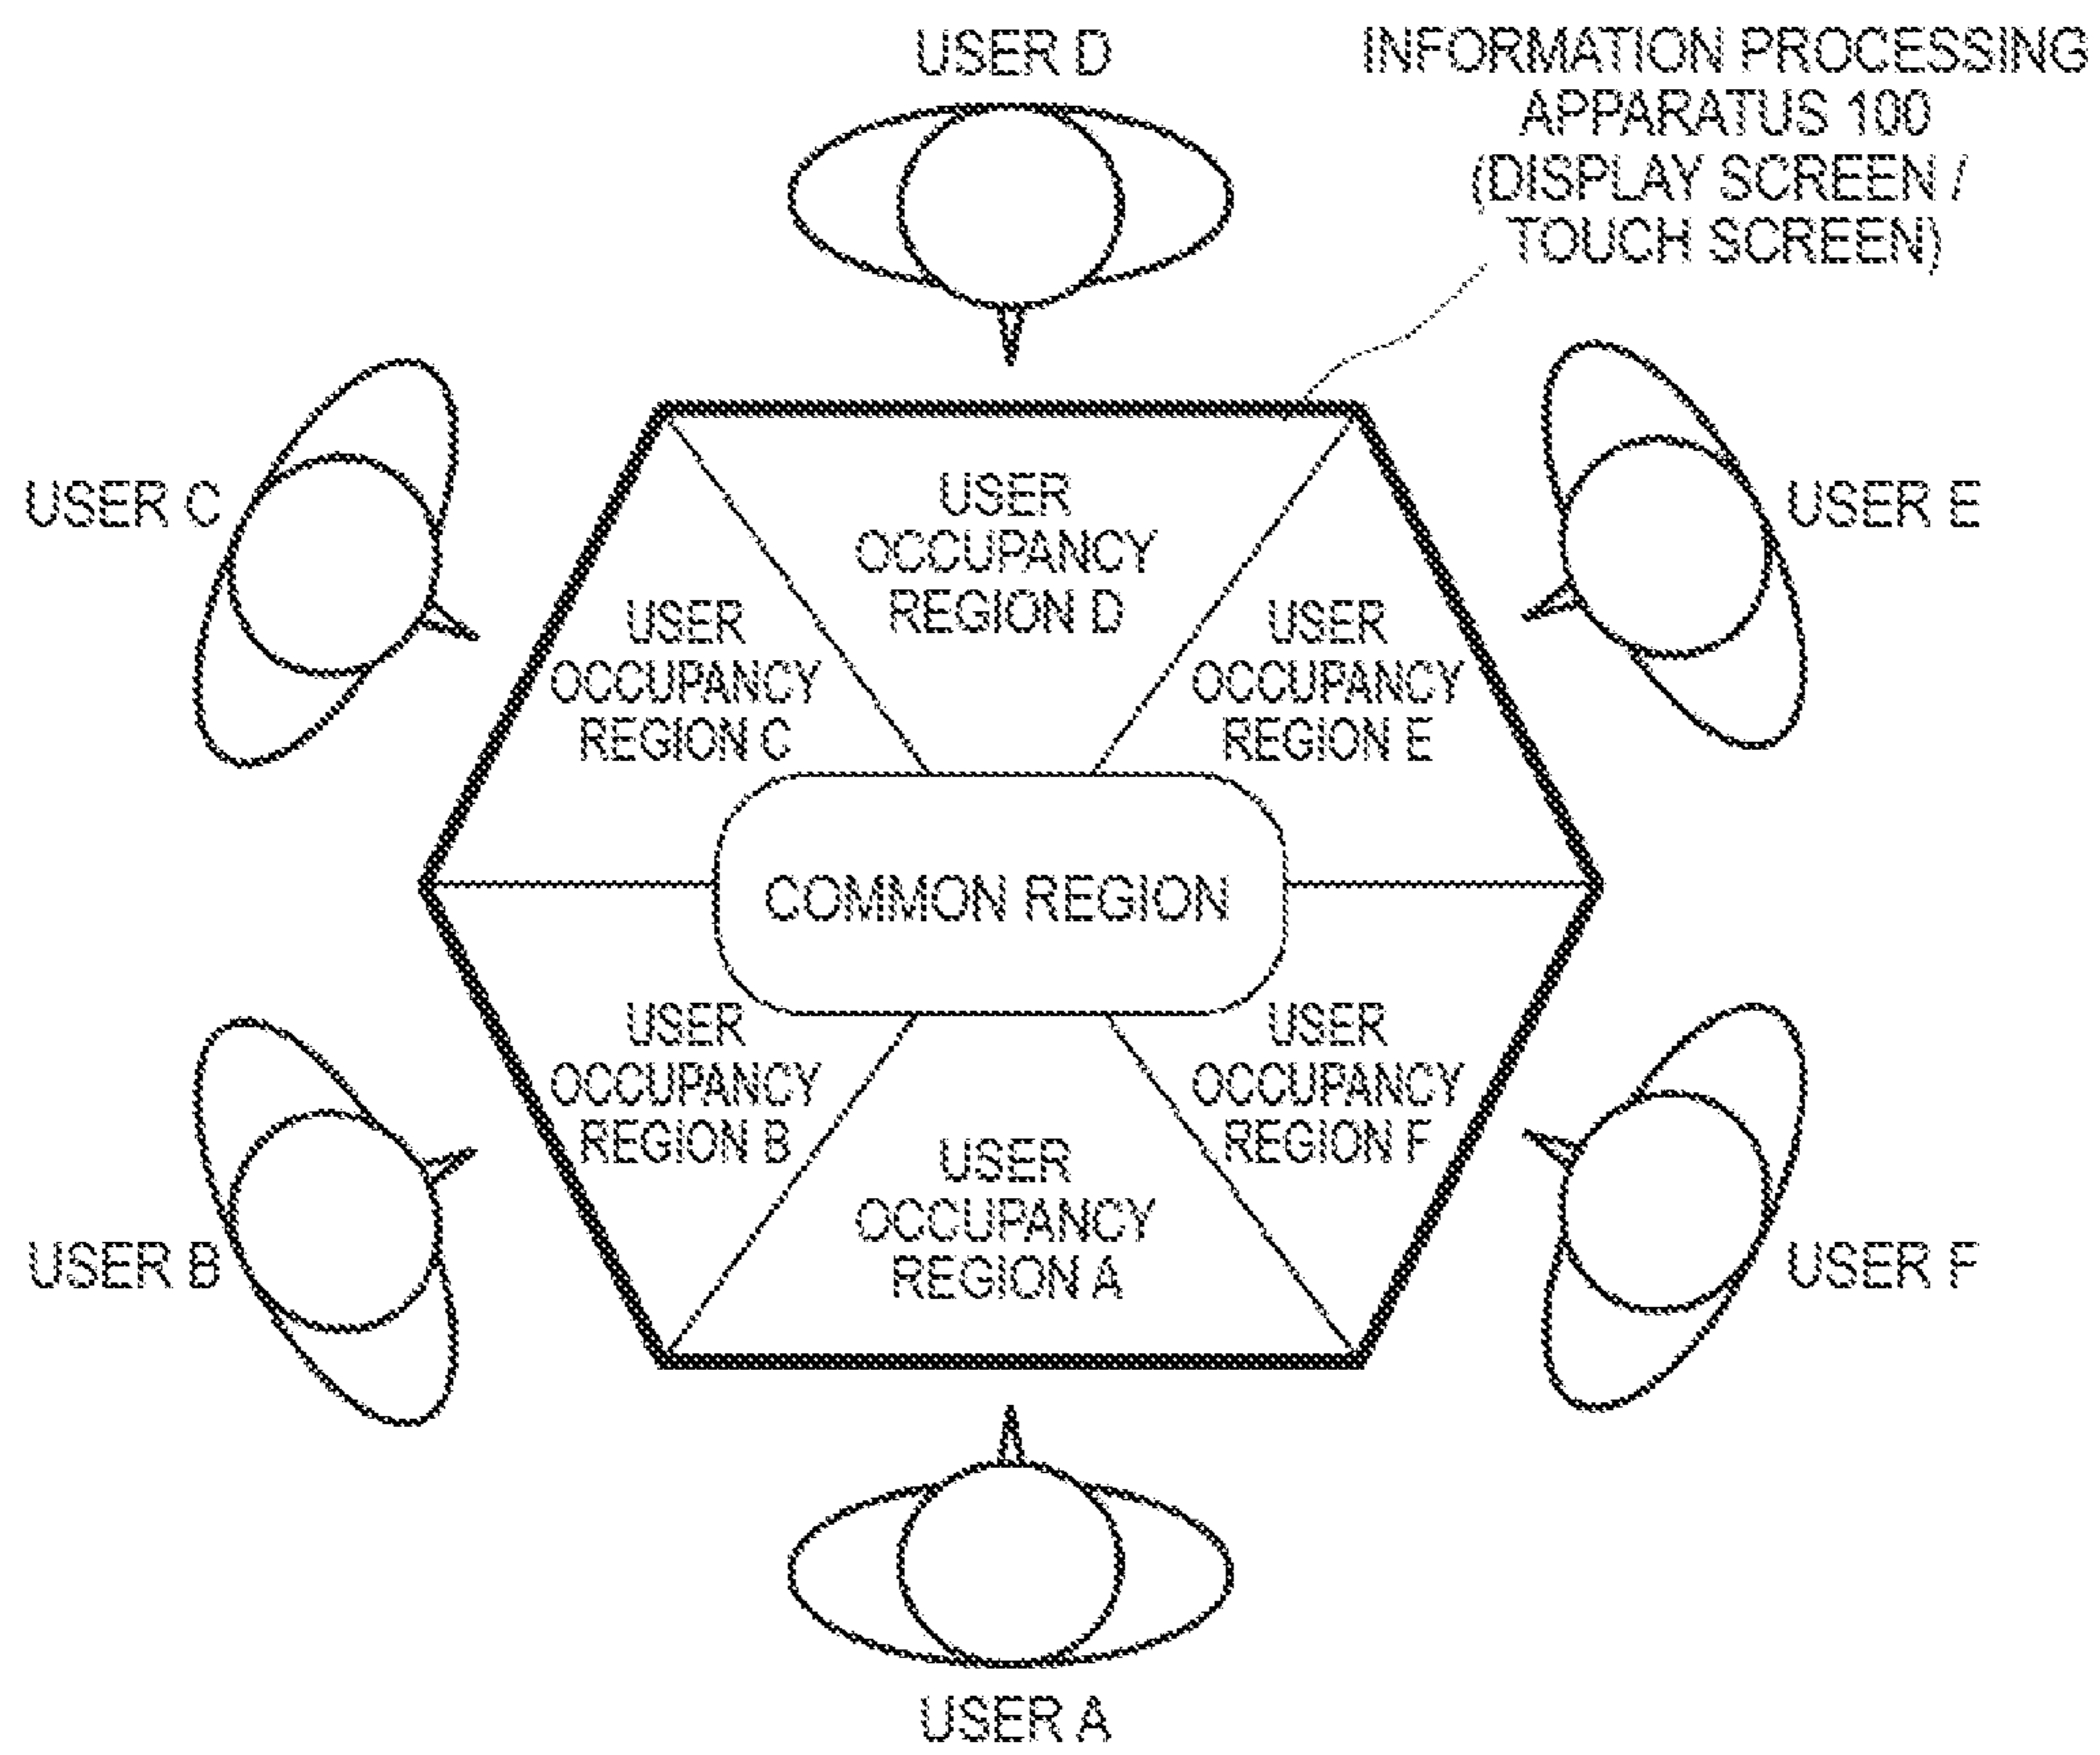 USER D
INFORMATION PROCESSING
APPARATUS 100
(DISPLAY SCREEN /
TOUCH SCREEN)
USER C
USER E
USER
OCCUPANCY
REGION D
USER
OCCUPANCY
REGION C
USER
OCCUPANCY
REGION E
COMMON REGION
USER
OCCUPANCY
REGION B
USER
OCCUPANCY
REGION F
USER
OCCUPANCY
REGION A
USER B
USER F
USER A